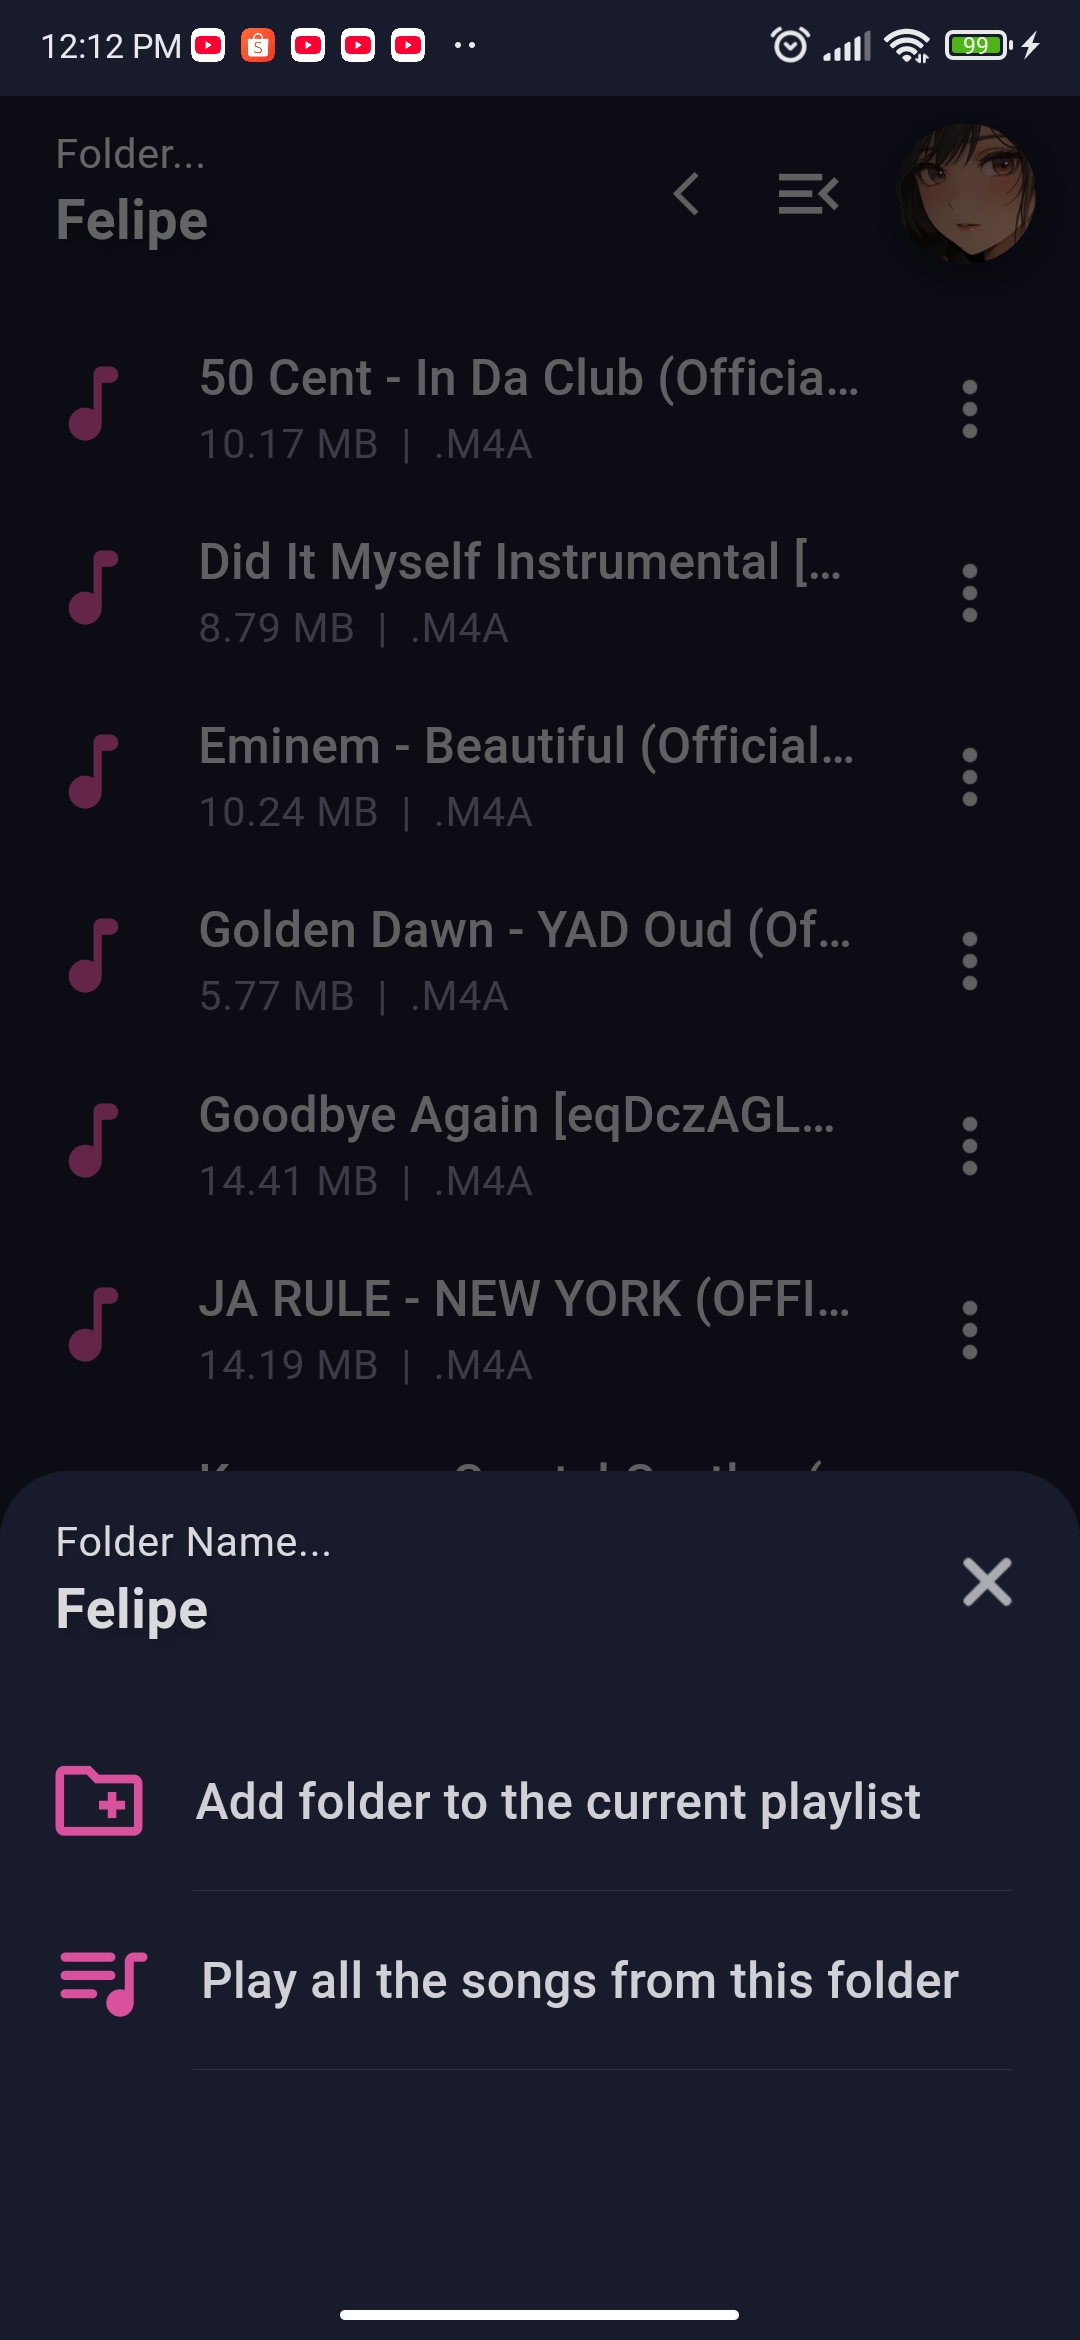 12:12 PM
99
Folder...
Felipe
50 Cent - In Da Club (Officia...
10.17 MB | .M4A
Did It Myself Instrumental [...
8.79 MB | .M4A
Eminem - Beautiful (Official...
10.24 MB | .M4A
Golden Dawn - YAD Oud (Of...
5.77 MB | .M4A
Goodbye Again [eqDczAGL...
14.41 MB | .M4A
JA RULE - NEW YORK (OFFI...
14.19 MB | .M4A
Folder Name...
Felipe
Add folder to the current playlist
Play all the songs from this folder